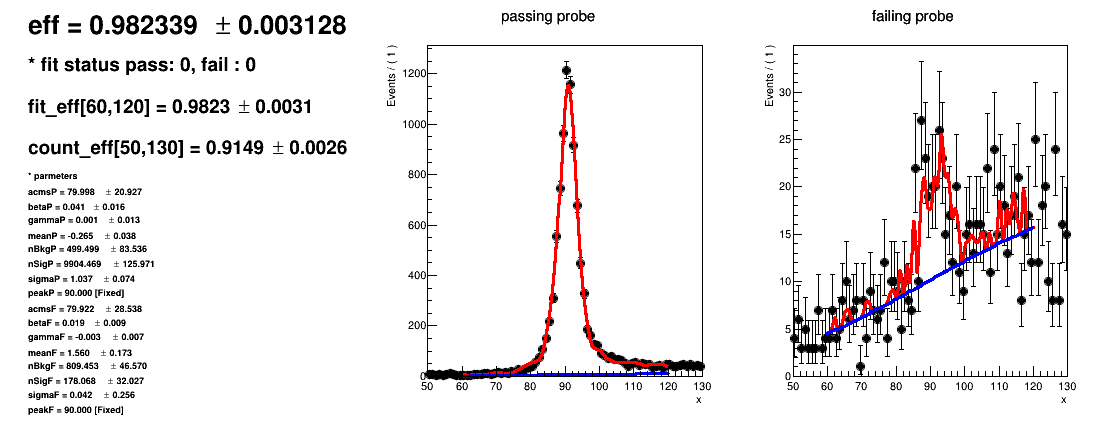 eff = 0.982339 ± 0.003128
* fit status pass: 0, fail : 0
fit_eff[60,120] = 0.9823 ± 0.0031
count_eff[50,130] = 0.9149 ± 0.0026
* parmeters
acmsP = 79.998 ± 20.927
betaP = 0.041 ± 0.016
gammaP = 0.001 ± 0.013
meanP = -0.265 ± 0.038
nBkgP = 499.499 ± 83.536
nSigP = 9904.469 ± 125.971
sigmaP = 1.037 ± 0.074
peakP = 90.000 [Fixed]
acmsF = 79.922 ± 28.538
betaF = 0.019 ± 0.009
gammaF = -0.003 ± 0.007
meanF = 1.560 ± 0.173
nBkgF = 809.453 ± 46.570
nSigF = 178.068 ± 32.027
sigmaF = 0.042 ± 0.256
peakF = 90.000 [Fixed]
passing probe
Events / ( 1 )
1200
1000
800
600
400
200
0
50 60 70 80 90 100 110 120 130
x
failing probe
Events / ( 1 )
30
25
20
15
10
5
0
50 60 70 80 90 100 110 120 130
x